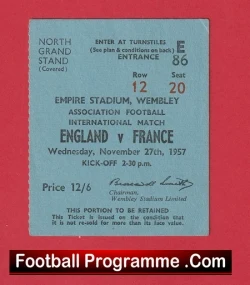 NORTH
GRAND
STAND
(Covered)
ENTER AT TURNSTILES
(See plan & conditions on back)
ENTRANCE
E
86
Row Seat
12 20
EMPIRE STADIUM, WEMBLEY
ASSOCIATION FOOTBALL
INTERNATIONAL MATCH
ENGLAND v FRANCE
Wednesday, November 27th, 1957
KICK-OFF 2-30 p.m.
Price 12/6
Chairman,
Wembley Stadium Limited
THIS PORTION TO BE RETAINED
This Ticket is issued on the condition that
it is not re-sold for more than its face value.
Football Programme .Com